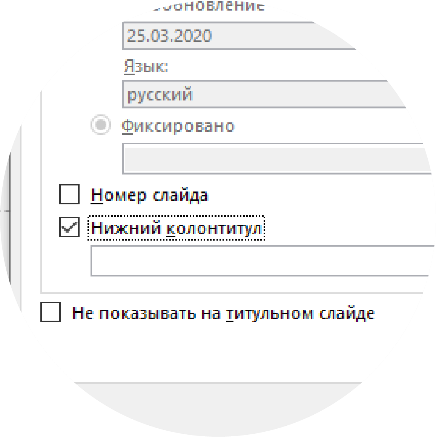 25.03.2020
Язык:
русский
Фиксировано
Номер слайда
Нижний колонтитул
Не показывать на титульном слайде